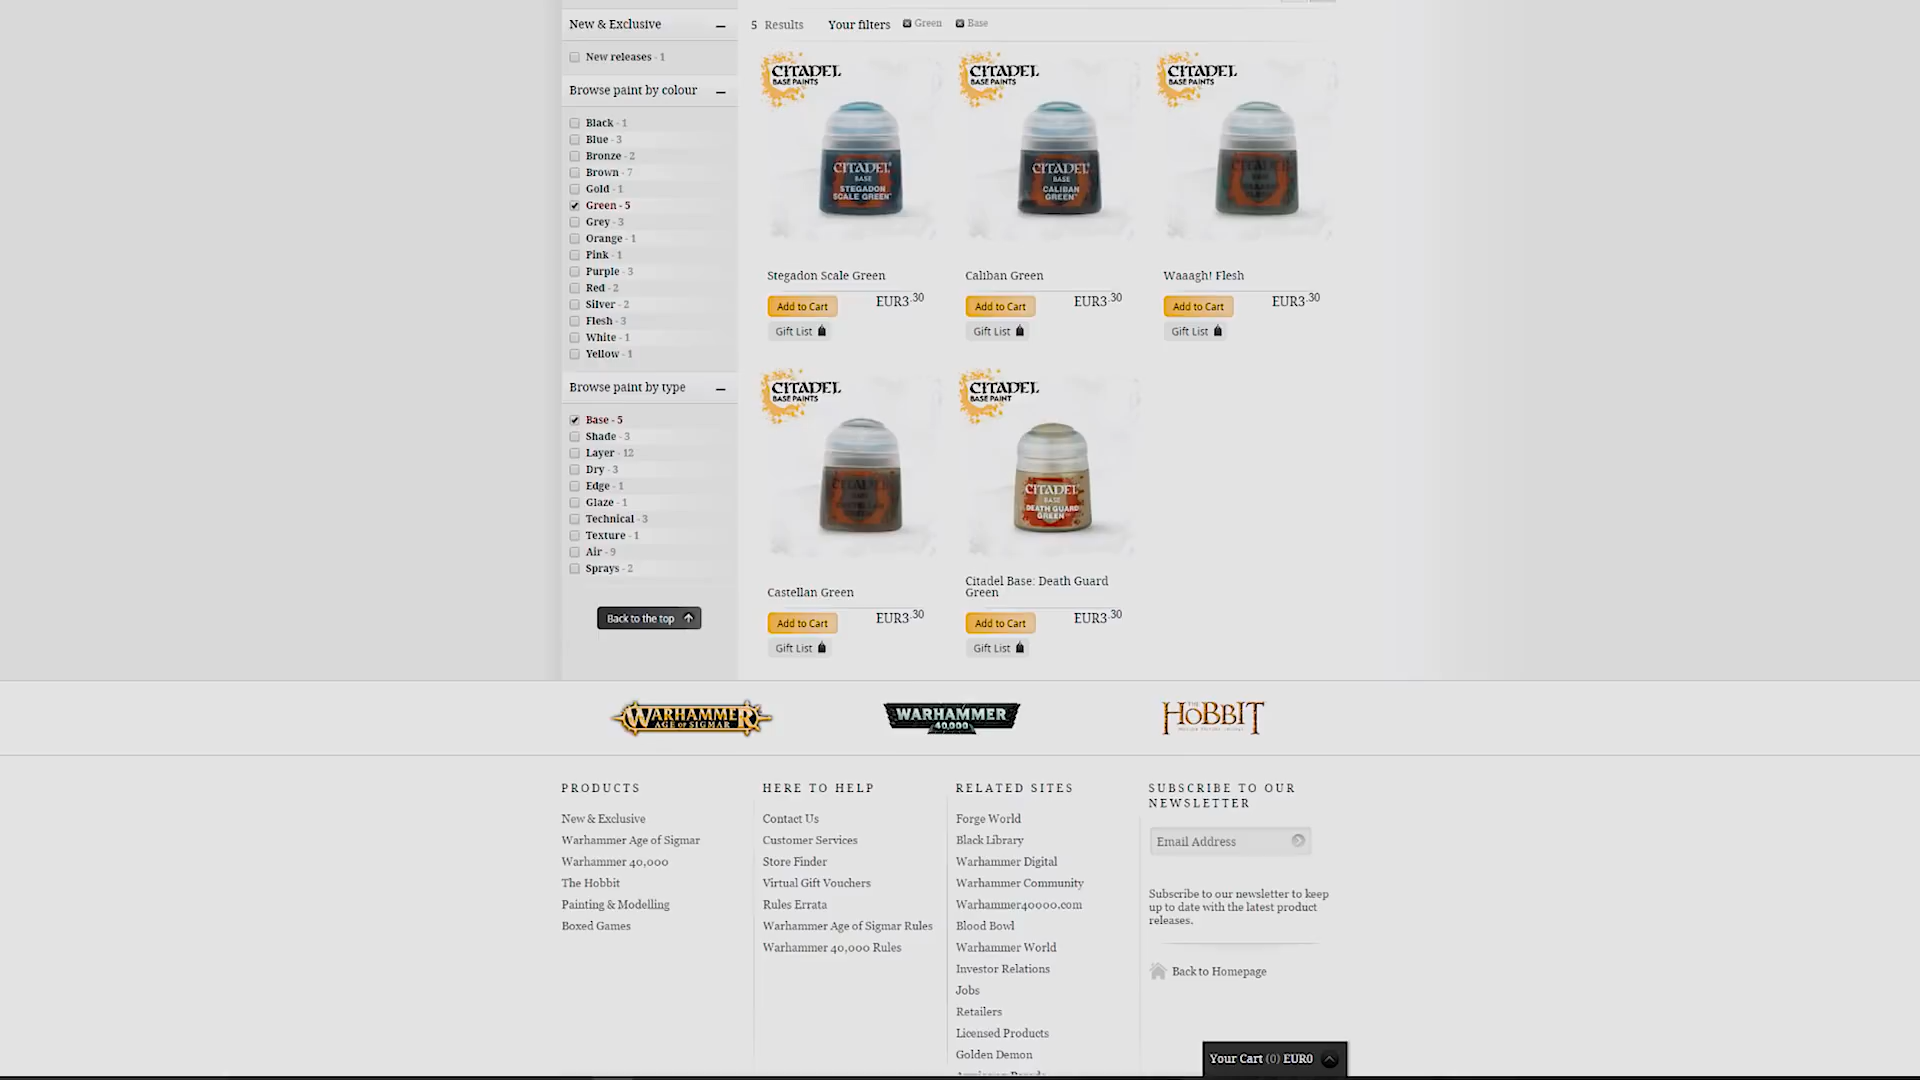 New & Exclusive
New releases - 1
Browse paint by colour
Black - 1
Blue - 3
Bronze - 2
Brown - 7
Gold - 1
Green - 5
Grey - 3
Orange - 1
Pink - 1
Purple - 3
Red - 2
Silver - 2
Flesh - 3
White - 1
Yellow - 1
Browse paint by type
Base - 5
Shade - 3
Layer - 12
Dry - 3
Edge - 1
Glaze - 1
Technical - 3
Texture - 1
Air - 9
Sprays - 2
Back to the top
5 Results Your filters Green Base
CITADEL
BASE PAINTS
CITADEL
BASE
STEGADON
SCALE GREEN
Stegadon Scale Green
Add to Cart EUR3.30
Gift List
CITADEL
BASE PAINTS
CITADEL
BASE
CALIBAN
GREEN
Caliban Green
Add to Cart EUR3.30
Gift List
CITADEL
BASE PAINTS
CITADEL
Waaagh! Flesh
Add to Cart EUR3.30
Gift List
CITADEL
BASE PAINTS
CITADEL
Castellan Green
Add to Cart EUR3.30
Gift List
CITADEL
BASE PAINT
CITADEL
BASE
DEATH GUARD
GREEN
Citadel Base: Death Guard
Green
Add to Cart EUR3.30
Gift List
WARHAMMER
AGE OF SIGMAR
WARHAMMER
40,000
THE
HOBBIT
PRODUCTS
New & Exclusive
Warhammer Age of Sigmar
Warhammer 40,000
The Hobbit
Painting & Modelling
Boxed Games
HERE TO HELP
Contact Us
Customer Services
Store Finder
Virtual Gift Vouchers
Rules Errata
Warhammer Age of Sigmar Rules
Warhammer 40,000 Rules
RELATED SITES
Forge World
Black Library
Warhammer Digital
Warhammer Community
Warhammer40000.com
Blood Bowl
Warhammer World
Investor Relations
Jobs
Retailers
Licensed Products
Golden Demon
SUBSCRIBE TO OUR
NEWSLETTER
Email Address
Subscribe to our newsletter to keep
up to date with the latest product
releases.
Back to Homepage
Your Cart (0) EUR0